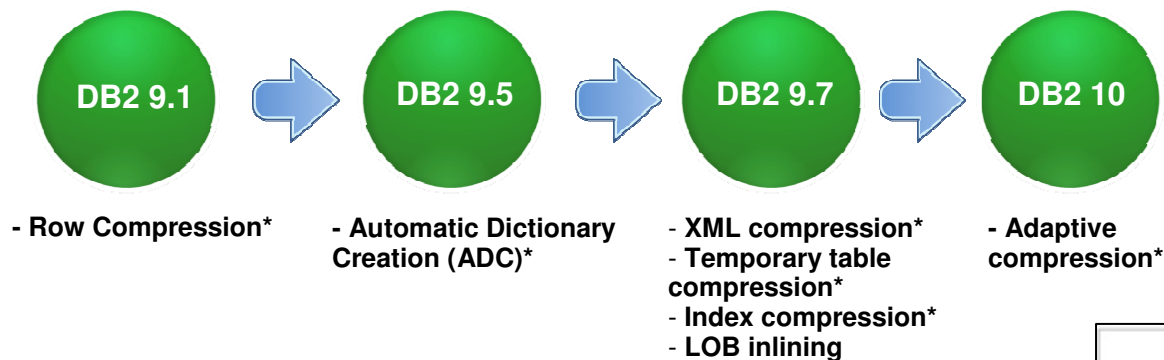 DB2 9.1
DB2 9.5
DB2 9.7
DB2 10
- Row Compression*
- Automatic Dictionary
Creation (ADC)*
- XML compression*
- Temporary table
compression*
- Index compression*
- LOB inlining
- Adaptive
compression*